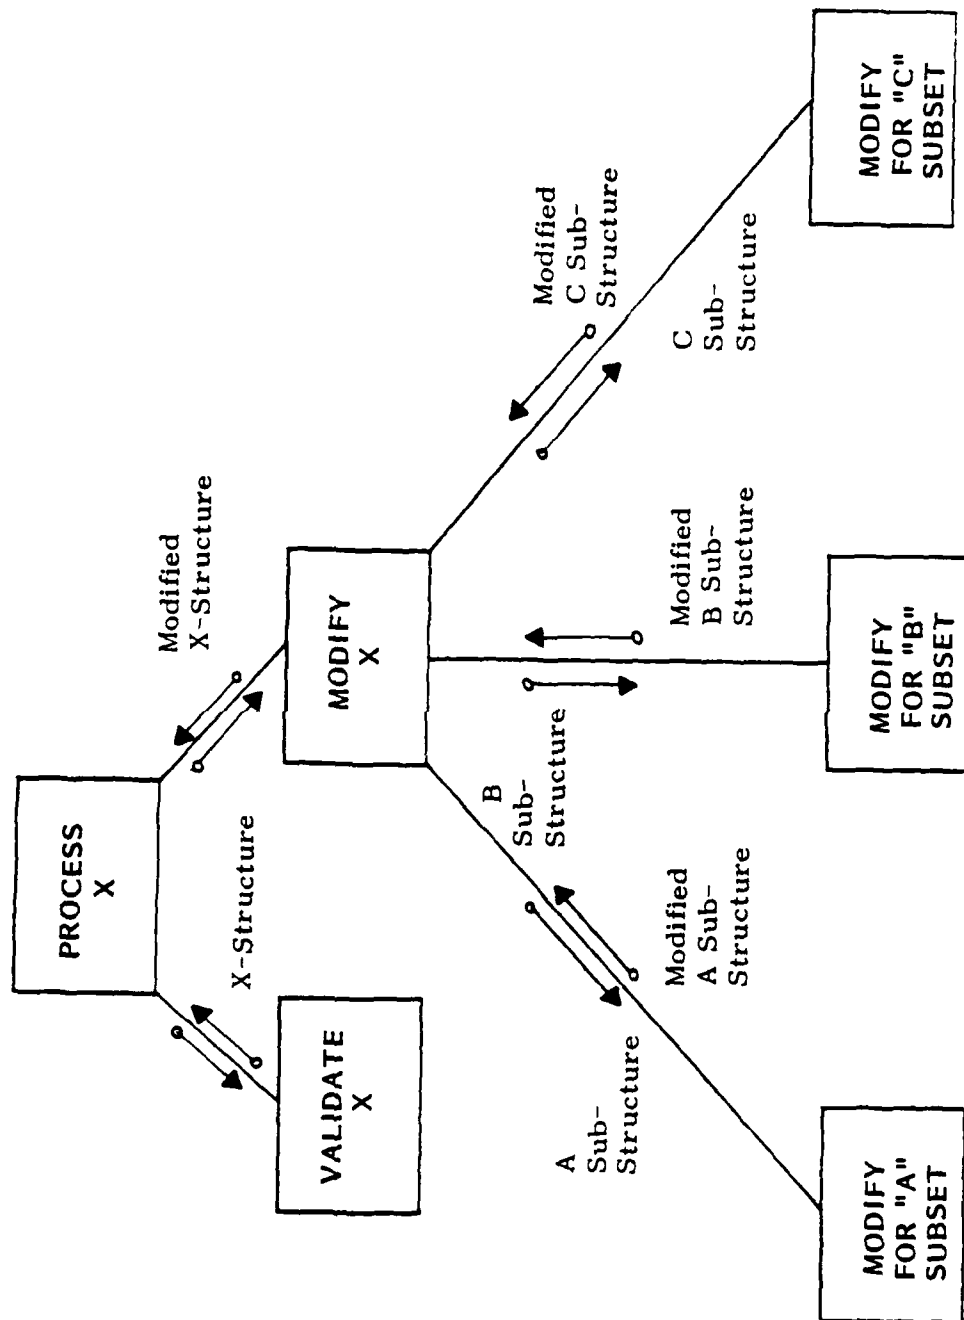 PROCESS
X
Modified
X-Structure
X-Structure
VALIDATE
X
MODIFY
X
Modified
C Sub-
Structure
C
Sub-
Structure
B
Sub-
Structure
Modified
B Sub-
Structure
A
Sub-
Structure
Modified
A Sub-
Structure
MODIFY
FOR "A"
SUBSET
MODIFY
FOR "B"
SUBSET
MODIFY
FOR "C"
SUBSET